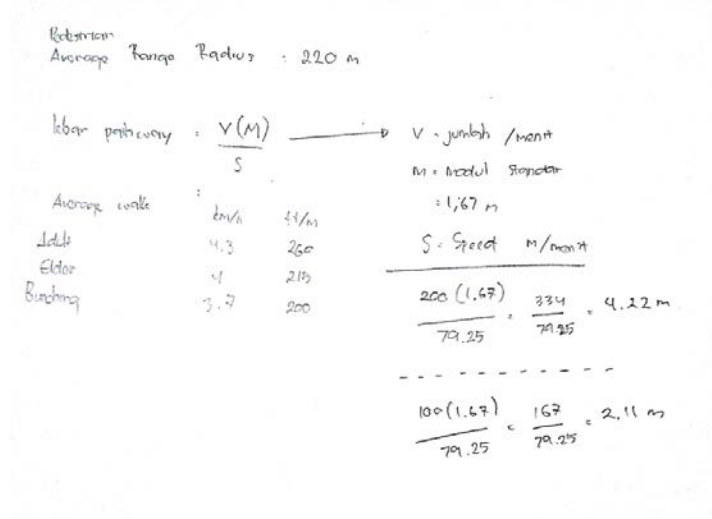 Pedestrian
Average Range Radius : 220 m
lebar pathway = V(M) / S → V = jumlah /menit
M = Modul Standar
= 1,67 m
S = Speed m/menit
Average walk :
km/h ft/m
Adult 4.3 260
Elder 4 213
Bunching 3.7 200
200 (1.67) / 79.25 = 334 / 79.25 = 4.22 m
100 (1.67) / 79.25 = 167 / 79.25 = 2,11 m